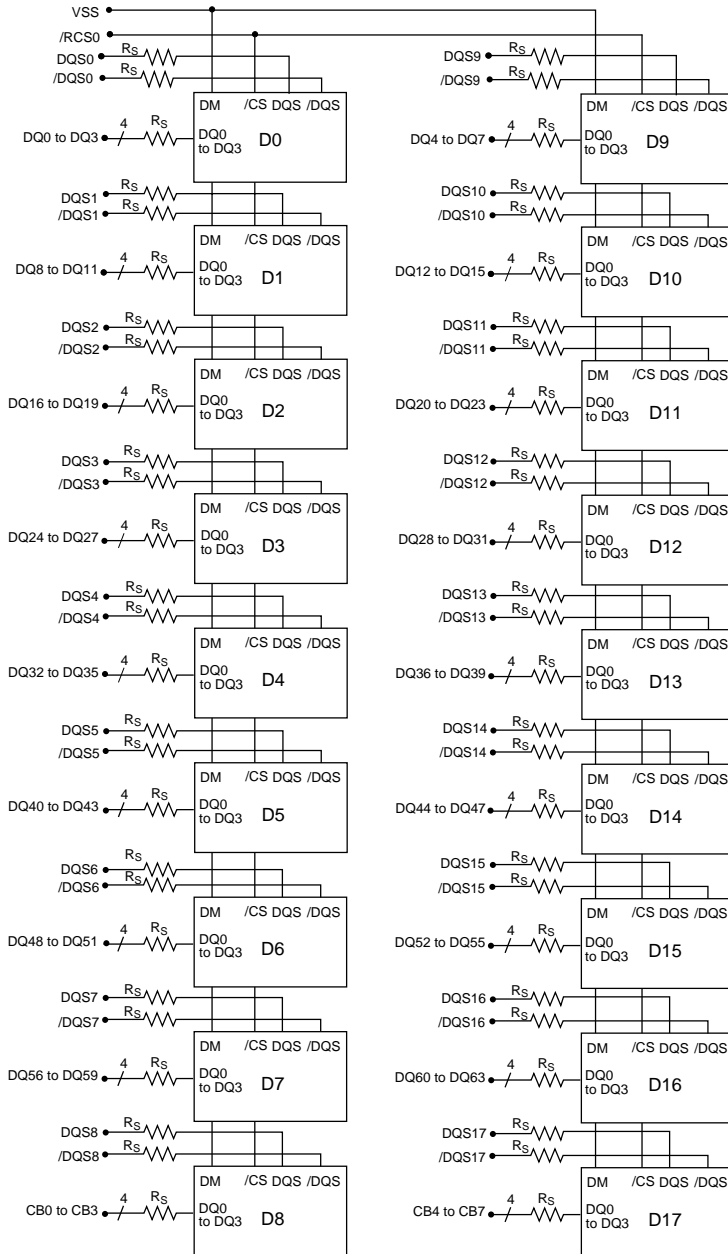 VSS
/RCS0
DQS0 RS
/DQS0 RS
DM /CS DQS /DQS
DQ0 to DQ3 4 RS DQ0 to DQ3 D0
DQS1 RS
/DQS1 RS
DM /CS DQS /DQS
DQ8 to DQ11 4 RS DQ0 to DQ3 D1
DQS2 RS
/DQS2 RS
DM /CS DQS /DQS
DQ16 to DQ19 4 RS DQ0 to DQ3 D2
DQS3 RS
/DQS3 RS
DM /CS DQS /DQS
DQ24 to DQ27 4 RS DQ0 to DQ3 D3
DQS4 RS
/DQS4 RS
DM /CS DQS /DQS
DQ32 to DQ35 4 RS DQ0 to DQ3 D4
DQS5 RS
/DQS5 RS
DM /CS DQS /DQS
DQ40 to DQ43 4 RS DQ0 to DQ3 D5
DQS6 RS
/DQS6 RS
DM /CS DQS /DQS
DQ48 to DQ51 4 RS DQ0 to DQ3 D6
DQS7 RS
/DQS7 RS
DM /CS DQS /DQS
DQ56 to DQ59 4 RS DQ0 to DQ3 D7
DQS8 RS
/DQS8 RS
DM /CS DQS /DQS
CB0 to CB3 4 RS DQ0 to DQ3 D8
DQS9 RS
/DQS9 RS
DM /CS DQS /DQS
DQ4 to DQ7 4 RS DQ0 to DQ3 D9
DQS10 RS
/DQS10 RS
DM /CS DQS /DQS
DQ12 to DQ15 4 RS DQ0 to DQ3 D10
DQS11 RS
/DQS11 RS
DM /CS DQS /DQS
DQ20 to DQ23 4 RS DQ0 to DQ3 D11
DQS12 RS
/DQS12 RS
DM /CS DQS /DQS
DQ28 to DQ31 4 RS DQ0 to DQ3 D12
DQS13 RS
/DQS13 RS
DM /CS DQS /DQS
DQ36 to DQ39 4 RS DQ0 to DQ3 D13
DQS14 RS
/DQS14 RS
DM /CS DQS /DQS
DQ44 to DQ47 4 RS DQ0 to DQ3 D14
DQS15 RS
/DQS15 RS
DM /CS DQS /DQS
DQ52 to DQ55 4 RS DQ0 to DQ3 D15
DQS16 RS
/DQS16 RS
DM /CS DQS /DQS
DQ60 to DQ63 4 RS DQ0 to DQ3 D16
DQS17 RS
/DQS17 RS
DM /CS DQS /DQS
CB4 to CB7 4 RS DQ0 to DQ3 D17